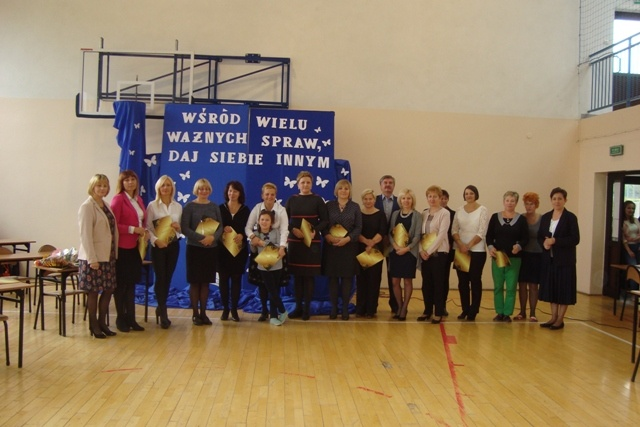 WŚRÓD WIELU
WAŻNYCH SPRAW,
DAJ SIEBIE INNYM